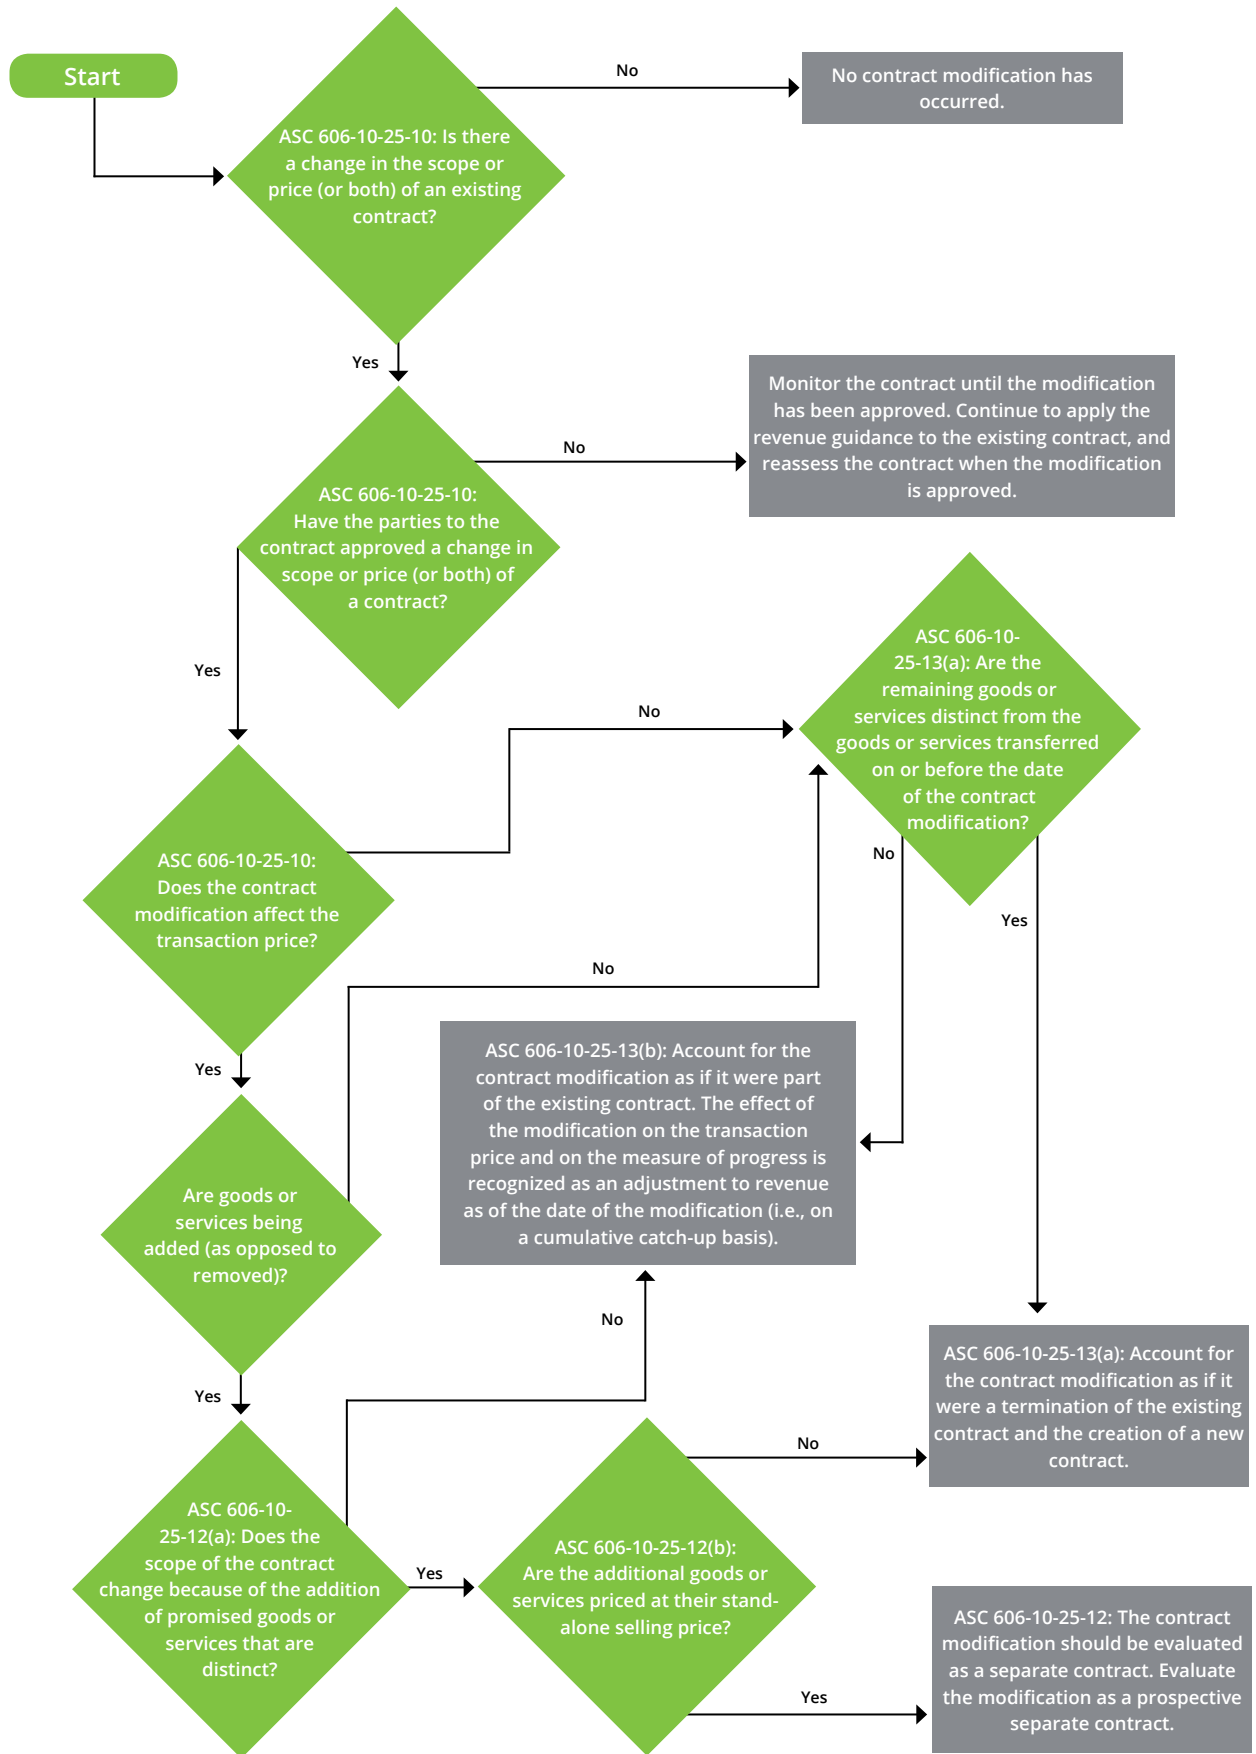 Start
ASC 606-10-25-10: Is there
a change in the scope or
price (or both) of an existing
contract?
No
No contract modification has
occurred.
Yes
ASC 606-10-25-10:
Have the parties to the
contract approved a change in
scope or price (or both) of
a contract?
No
Monitor the contract until the modification
has been approved. Continue to apply the
revenue guidance to the existing contract, and
reassess the contract when the modification
is approved.
Yes
ASC 606-10-25-10:
Does the contract
modification affect the
transaction price?
No
ASC 606-10-
25-13(a): Are the
remaining goods or
services distinct from the
goods or services transferred
on or before the date
of the contract
modification?
No
Yes
Yes
Are goods or
services being
added (as opposed to
removed)?
No
ASC 606-10-25-13(b): Account for the
contract modification as if it were part
of the existing contract. The effect of
the modification on the transaction
price and on the measure of progress is
recognized as an adjustment to revenue
as of the date of the modification (i.e., on
a cumulative catch-up basis).
Yes
No
ASC 606-10-25-13(a): Account for
the contract modification as if it
were a termination of the existing
contract and the creation of a new
contract.
ASC 606-10-
25-12(a): Does the
scope of the contract
change because of the addition
of promised goods or
services that are
distinct?
Yes
ASC 606-10-25-12(b):
Are the additional goods or
services priced at their stand-
alone selling price?
No
Yes
ASC 606-10-25-12: The contract
modification should be evaluated
as a separate contract. Evaluate
the modification as a prospective
separate contract.